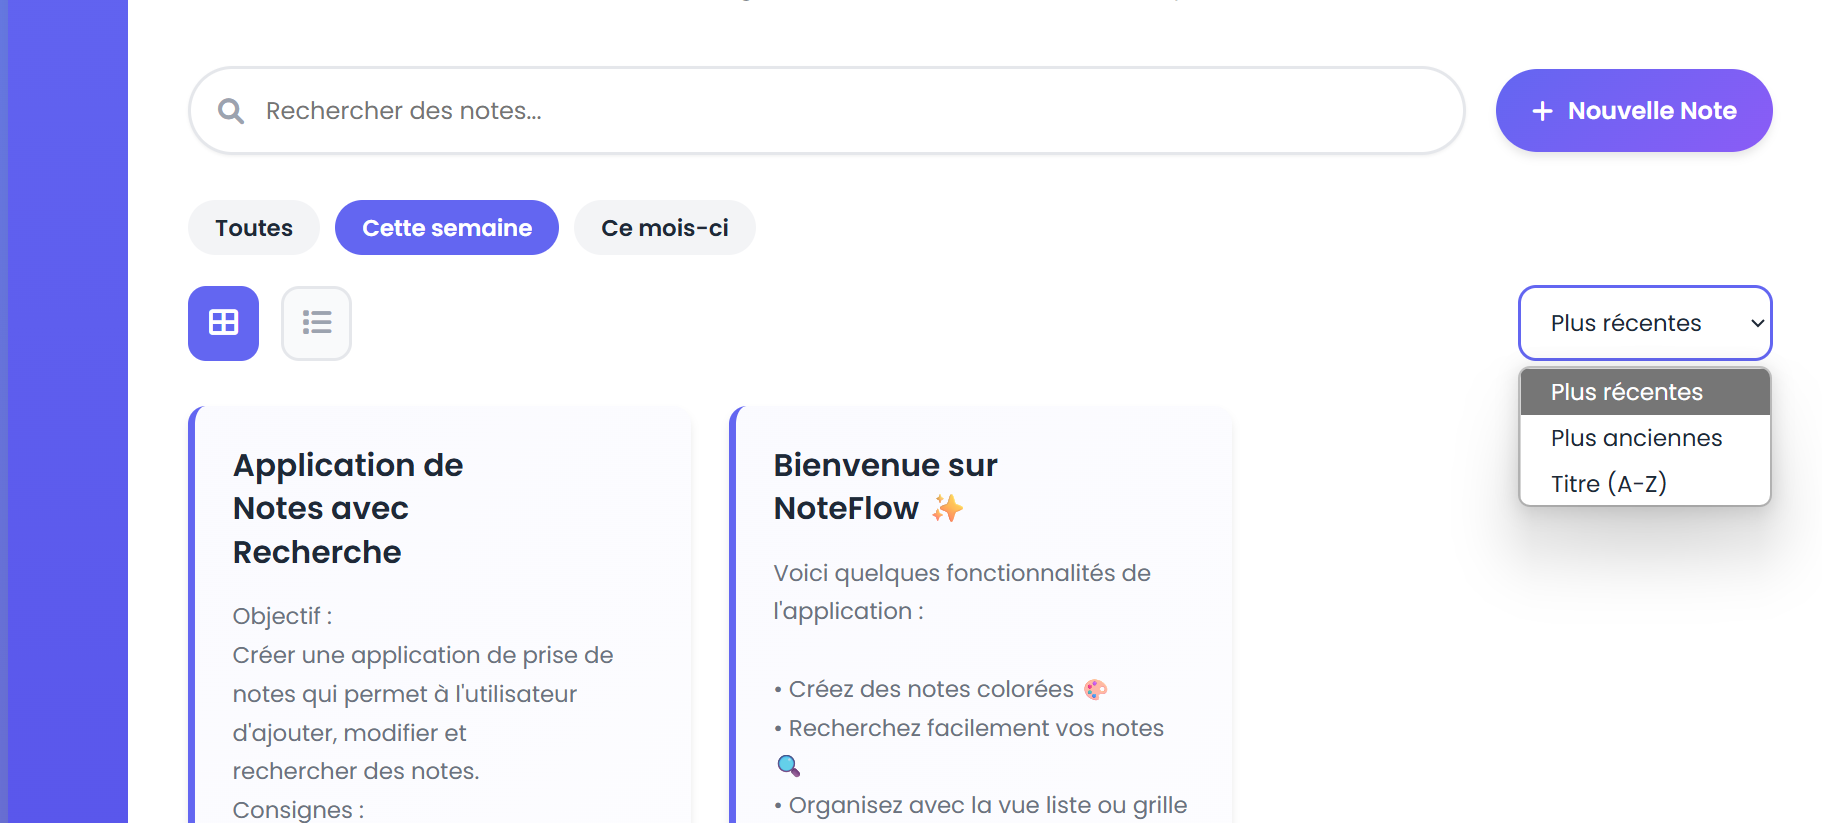 Rechercher des notes...
+ Nouvelle Note
Toutes
Cette semaine
Ce mois-ci
Plus récentes
Plus récentes
Plus anciennes
Titre (A-Z)
Application de
Notes avec
Recherche
Objectif :
Créer une application de prise de
notes qui permet à l'utilisateur
d'ajouter, modifier et
rechercher des notes.
Consignes :
Bienvenue sur
NoteFlow ✨
Voici quelques fonctionnalités de
l'application :
• Créez des notes colorées 🎨
• Recherchez facilement vos notes
🔍
• Organisez avec la vue liste ou grille